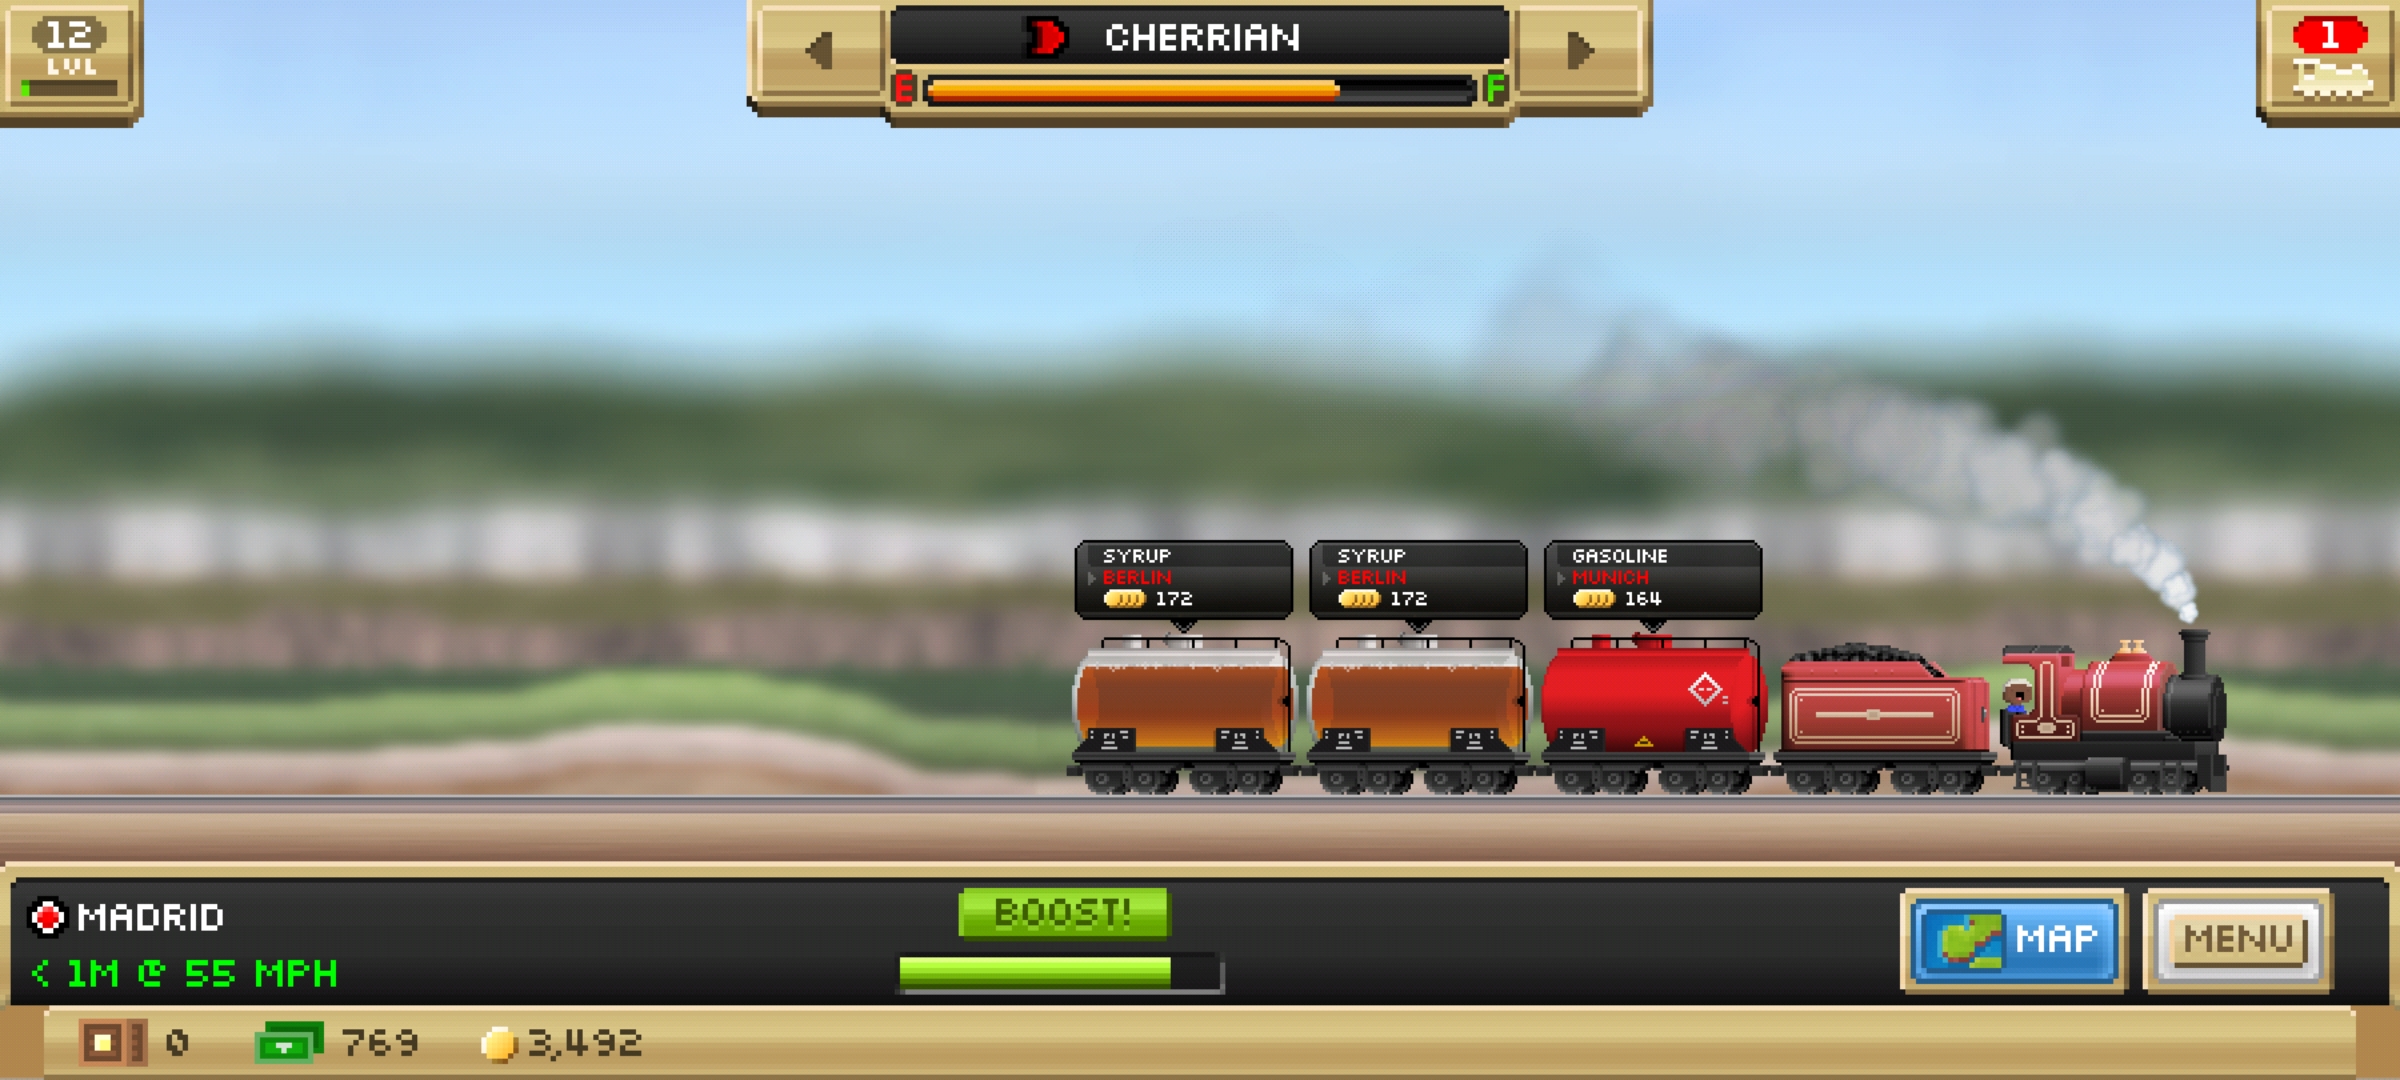 12
LVL
CHERRIAN
E
F
1
SYRUP
BERLIN
172
SYRUP
BERLIN
172
GASOLINE
MUNICH
164
MADRID
< 1M @ 55 MPH
BOOST!
MAP
MENU
0
769
3,492